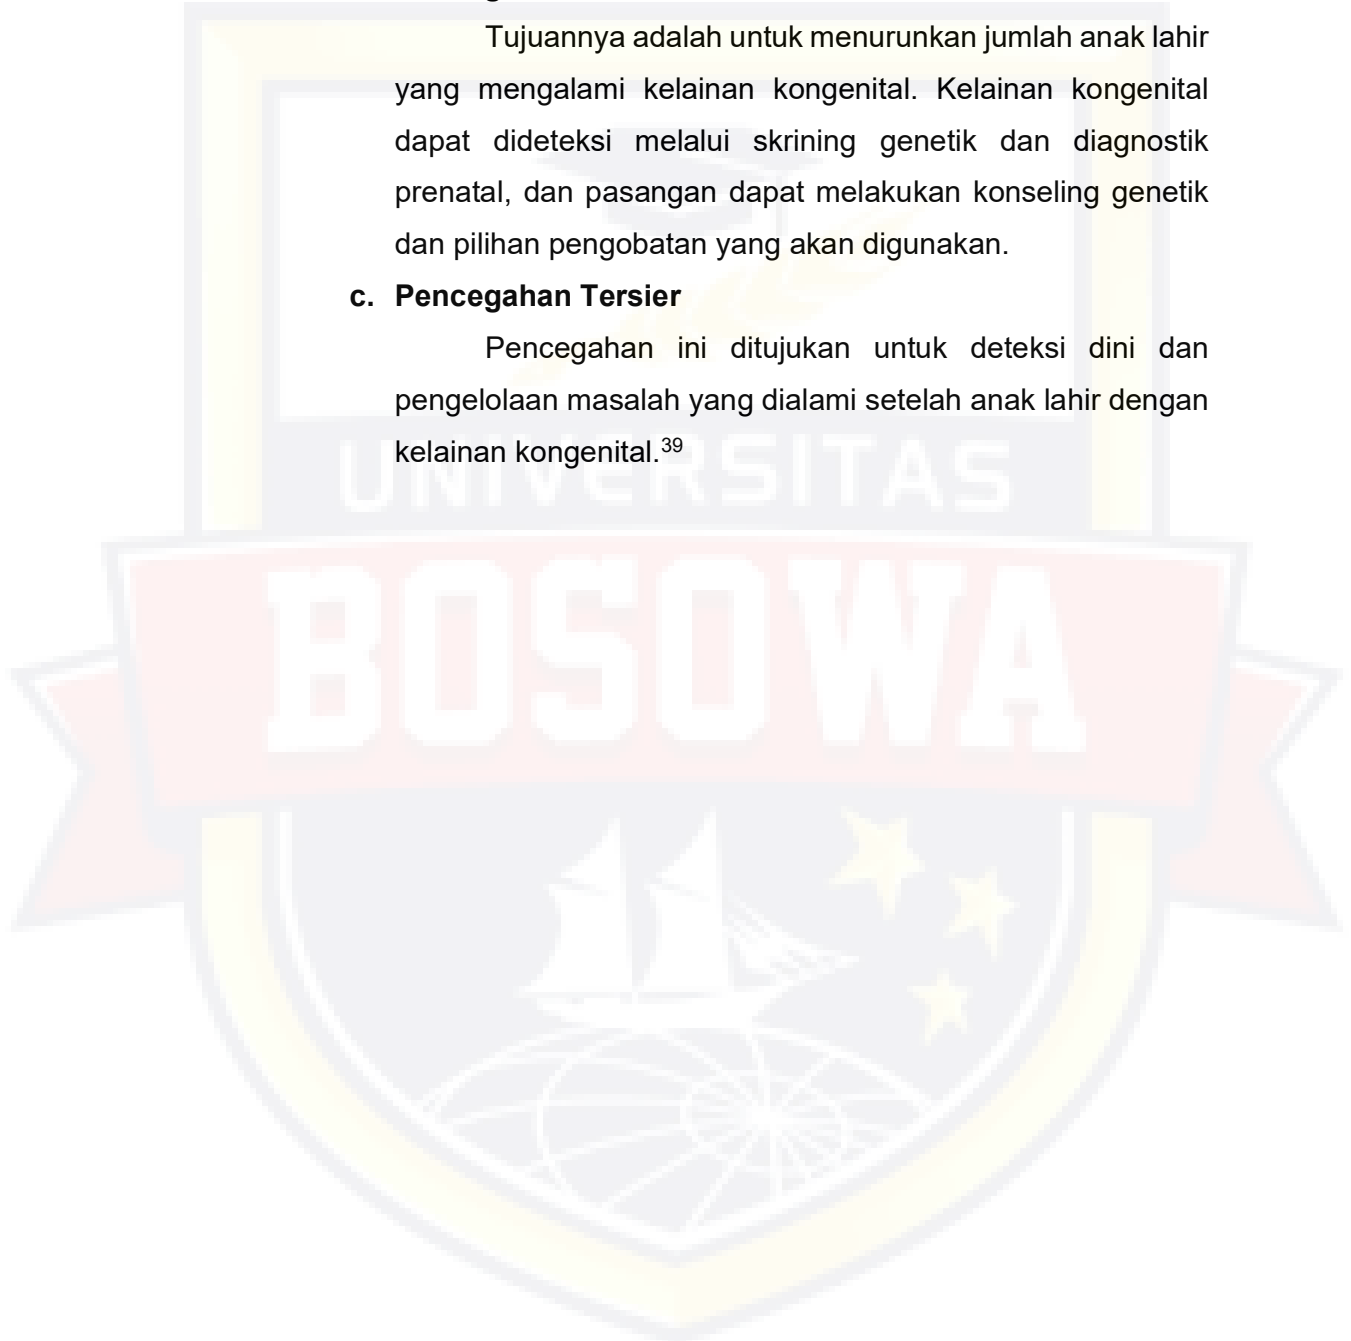 Tujuannya adalah untuk menurunkan jumlah anak lahir
yang mengalami kelainan kongenital. Kelainan kongenital
dapat dideteksi melalui skrining genetik dan diagnostik
prenatal, dan pasangan dapat melakukan konseling genetik
dan pilihan pengobatan yang akan digunakan.
c. Pencegahan Tersier
Pencegahan ini ditujukan untuk deteksi dini dan
pengelolaan masalah yang dialami setelah anak lahir dengan
kelainan kongenital.³⁹
UNIVERSITAS
BOSOWA